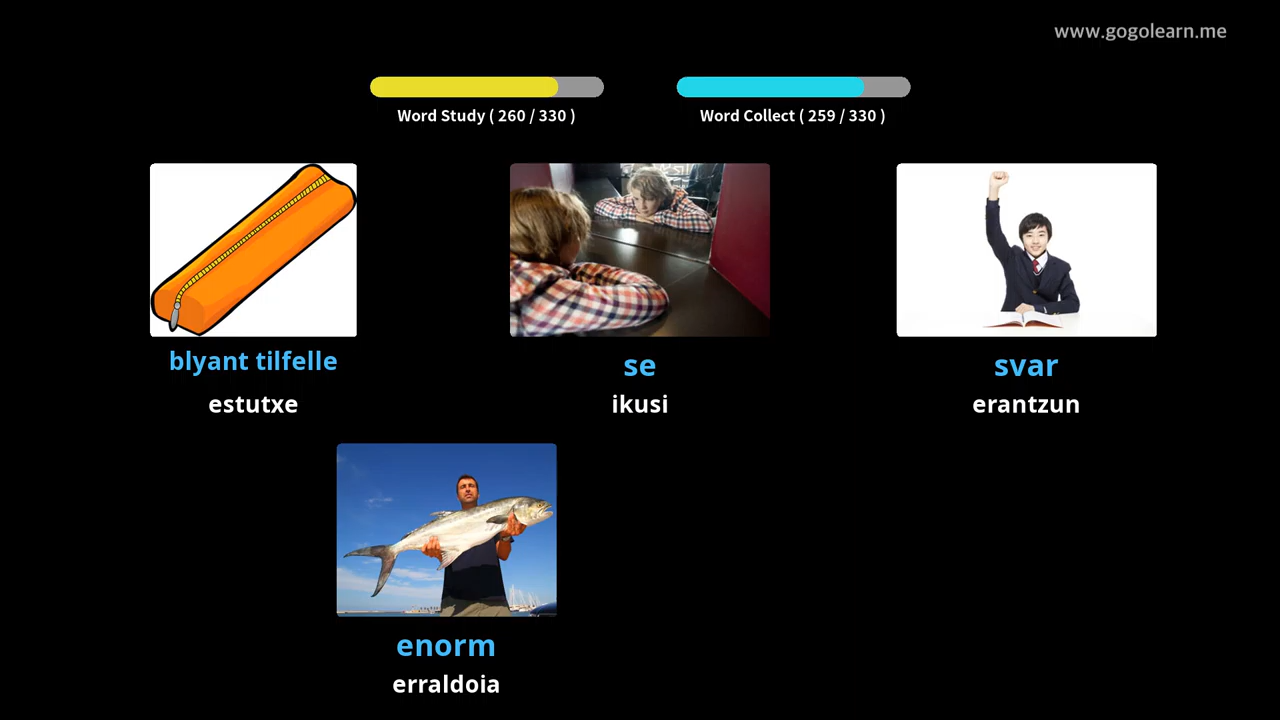 www.gogolearn.me
Word Study ( 260 / 330 )
Word Collect ( 259 / 330 )
blyant tilfelle
se
svar
estutxe
ikusi
erantzun
enorm
erraldoia